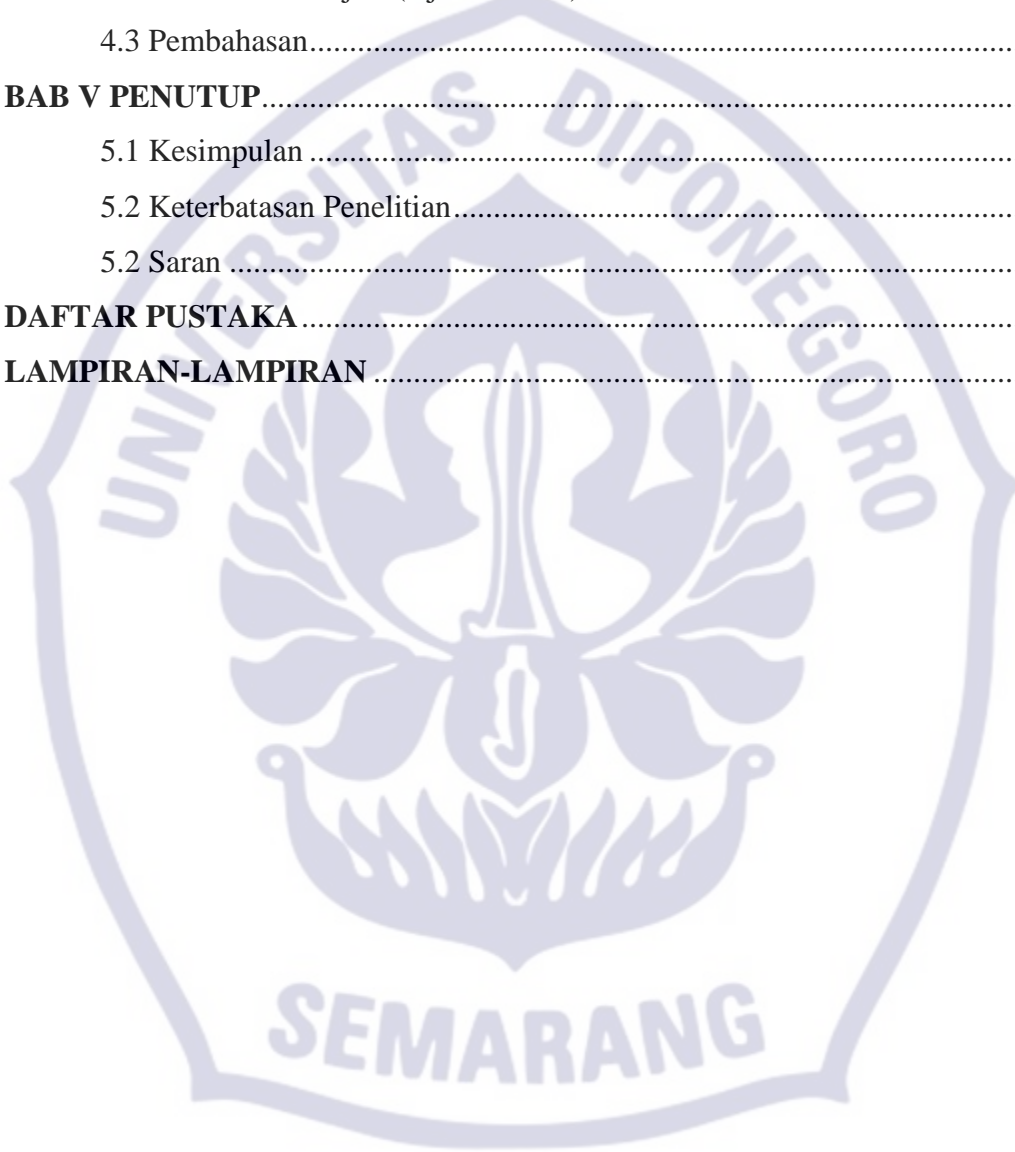 4.3 Pembahasan..........................................................................................
BAB V PENUTUP................................................................................................
5.1 Kesimpulan ..........................................................................................
5.2 Keterbatasan Penelitian........................................................................
5.2 Saran ....................................................................................................
DAFTAR PUSTAKA...........................................................................................
LAMPIRAN-LAMPIRAN ..................................................................................
UNIVERSITAS DIPONEGORO
SEMARANG